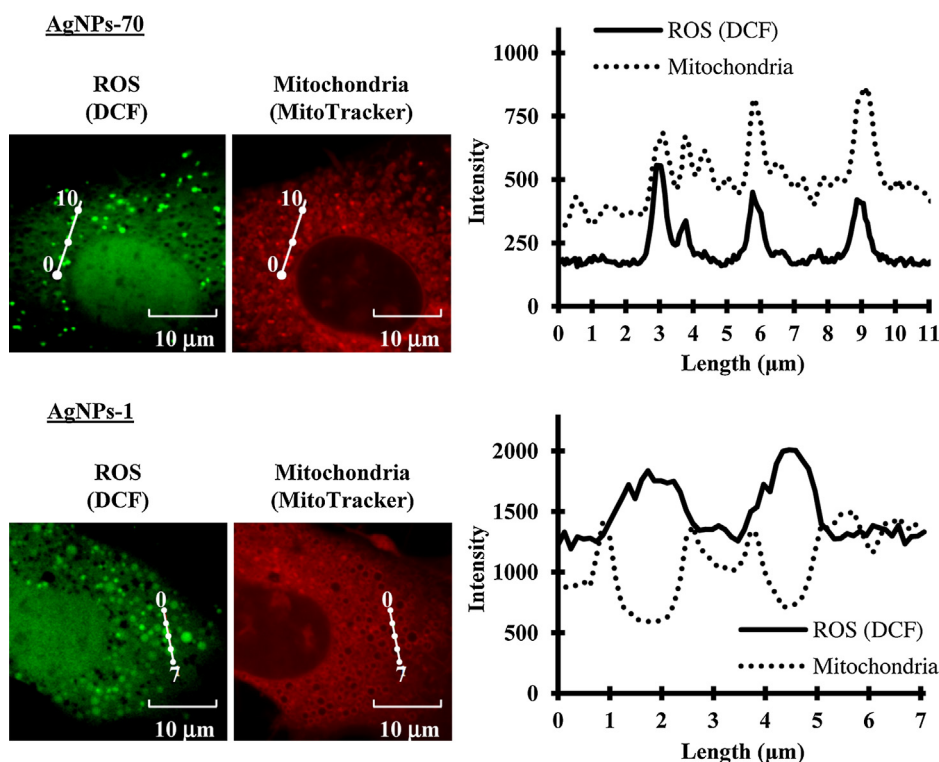 AgNPs-70
ROS
(DCF)
Mitochondria
(MitoTracker)
10
0
10 μm
10
0
10 μm
ROS (DCF)
Mitochondria
1000
750
500
250
0
Intensity
0 1 2 3 4 5 6 7 8 9 10 11
Length (μm)
AgNPs-1
ROS
(DCF)
Mitochondria
(MitoTracker)
0
7
10 μm
0
7
10 μm
2000
1500
1000
500
0
Intensity
ROS (DCF)
Mitochondria
0 1 2 3 4 5 6 7
Length (μm)